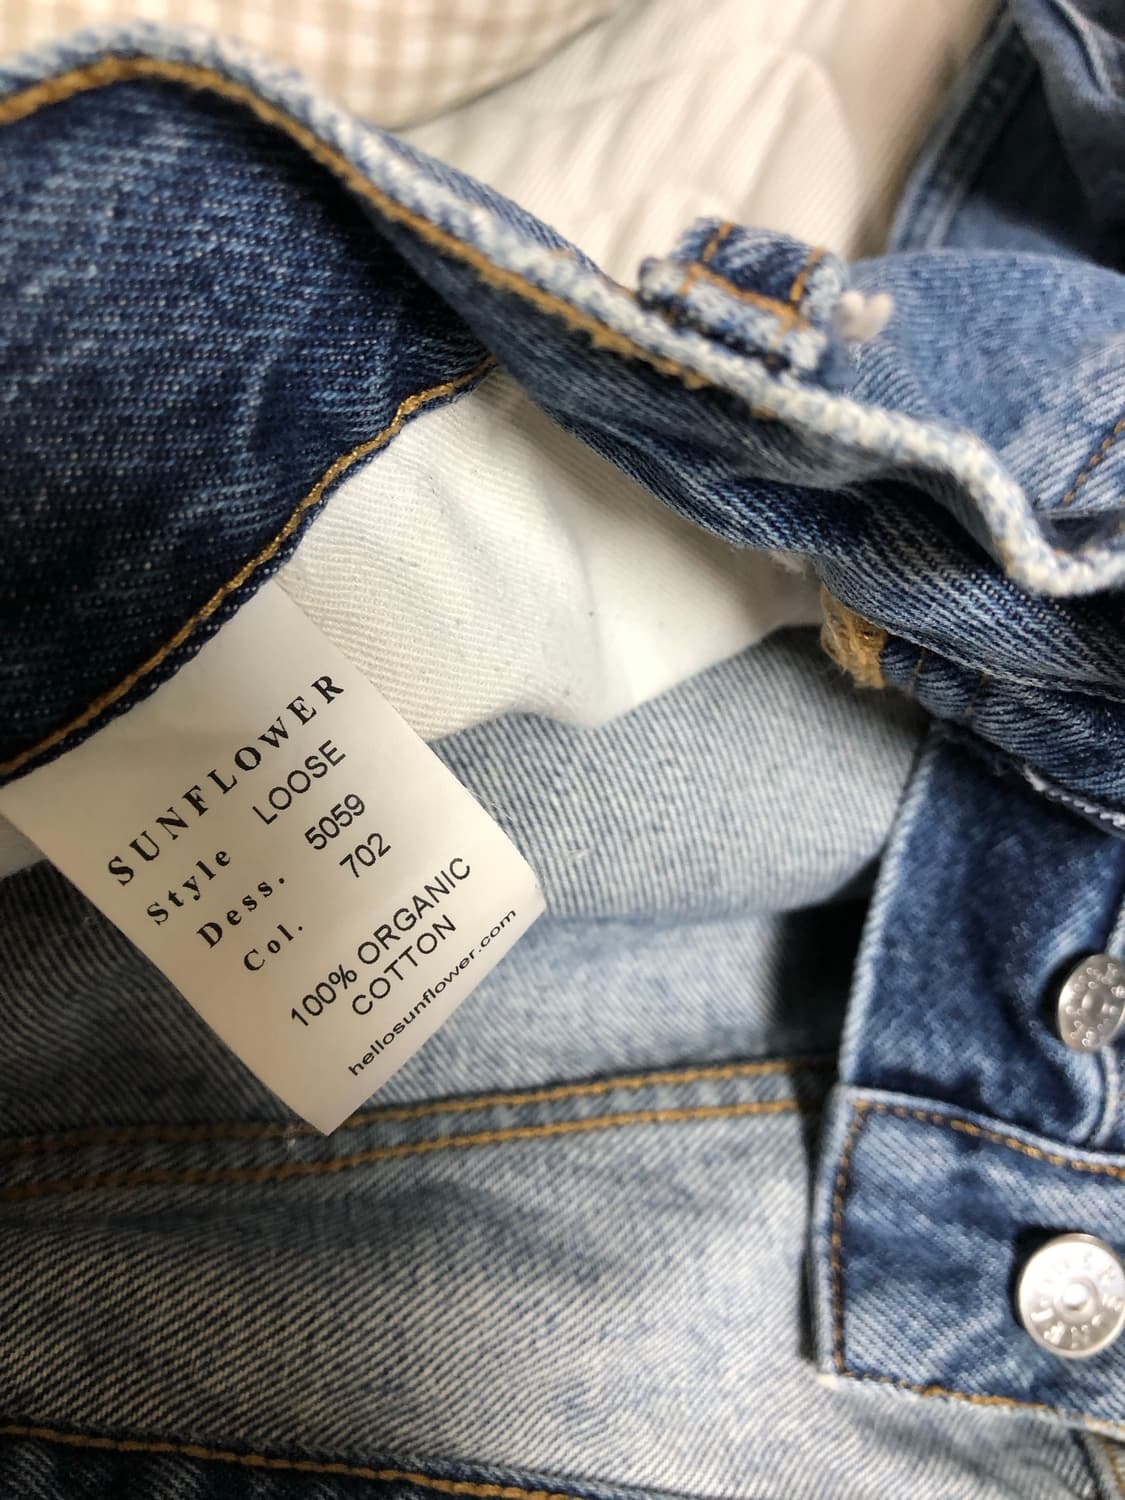 SUNFLOWER
Style LOOSE
Dess. 5059
Col. 702
100% ORGANIC
COTTON
hellosunflower.com